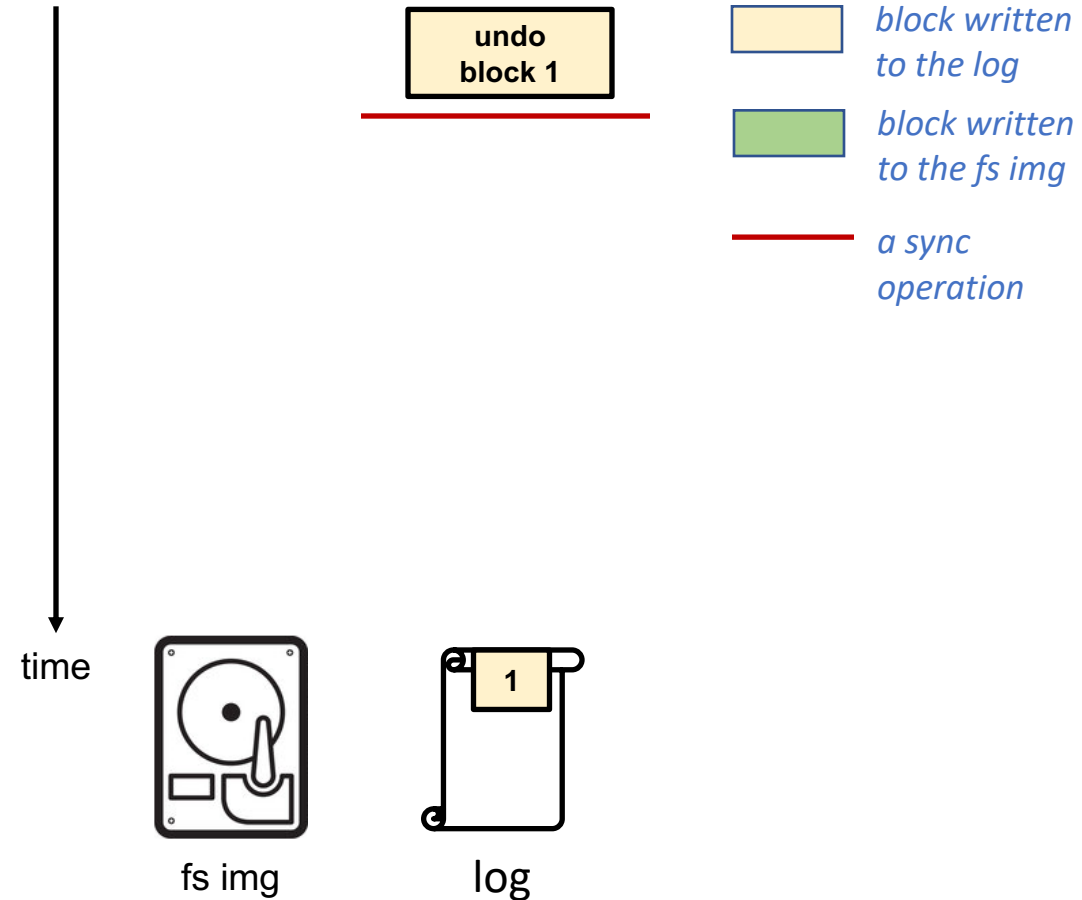 undo
block 1
block written
to the log
block written
to the fs img
a sync
operation
time
1
fs img
log